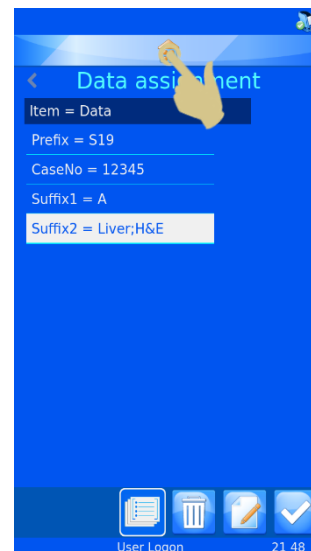 Data assignment
Item = Data
Prefix = S19
CaseNo = 12345
Suffix1 = A
Suffix2 = Liver;H&E
User Logon
21 48